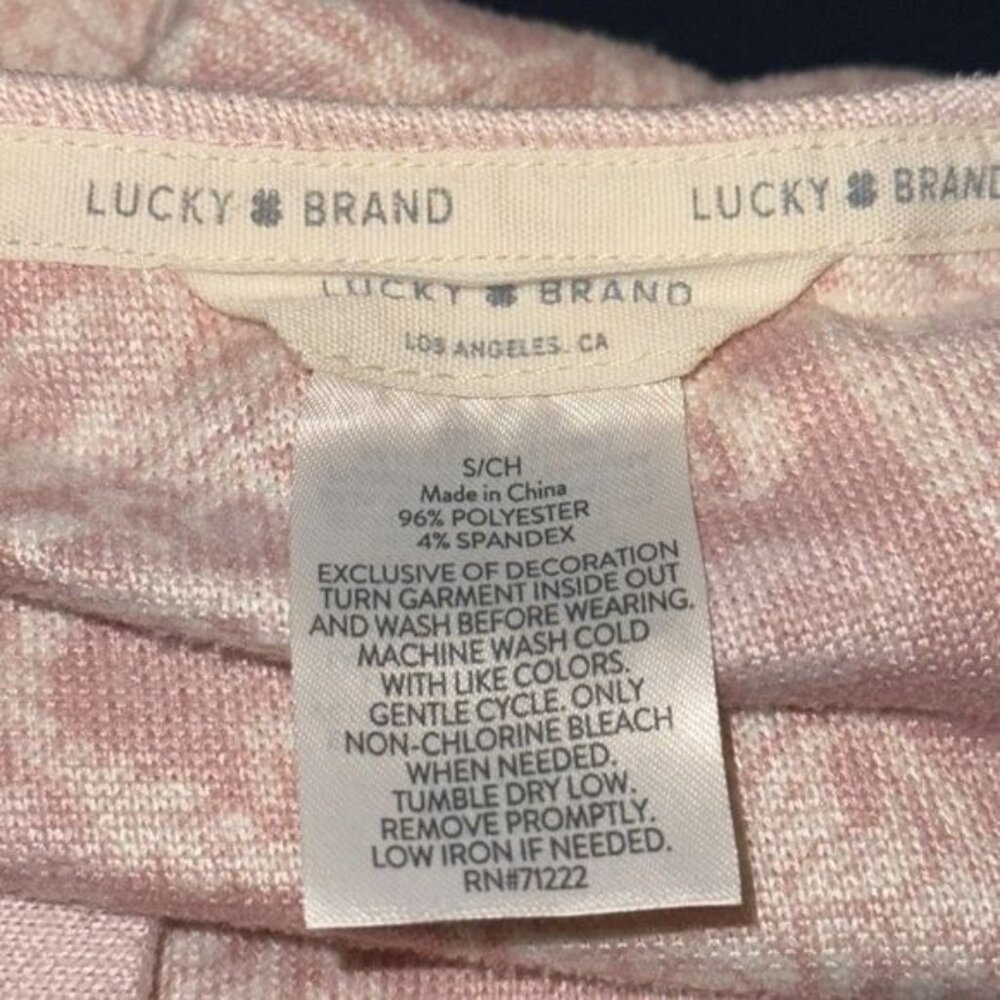 LUCKY BRAND LUCKY BRAND
LUCKY BRAND
LOS ANGELES, CA
S/CH
Made in China
96% POLYESTER
4% SPANDEX
EXCLUSIVE OF DECORATION
TURN GARMENT INSIDE OUT
AND WASH BEFORE WEARING.
MACHINE WASH COLD
WITH LIKE COLORS.
GENTLE CYCLE. ONLY
NON-CHLORINE BLEACH
WHEN NEEDED.
TUMBLE DRY LOW.
REMOVE PROMPTLY.
LOW IRON IF NEEDED.
RN#71222